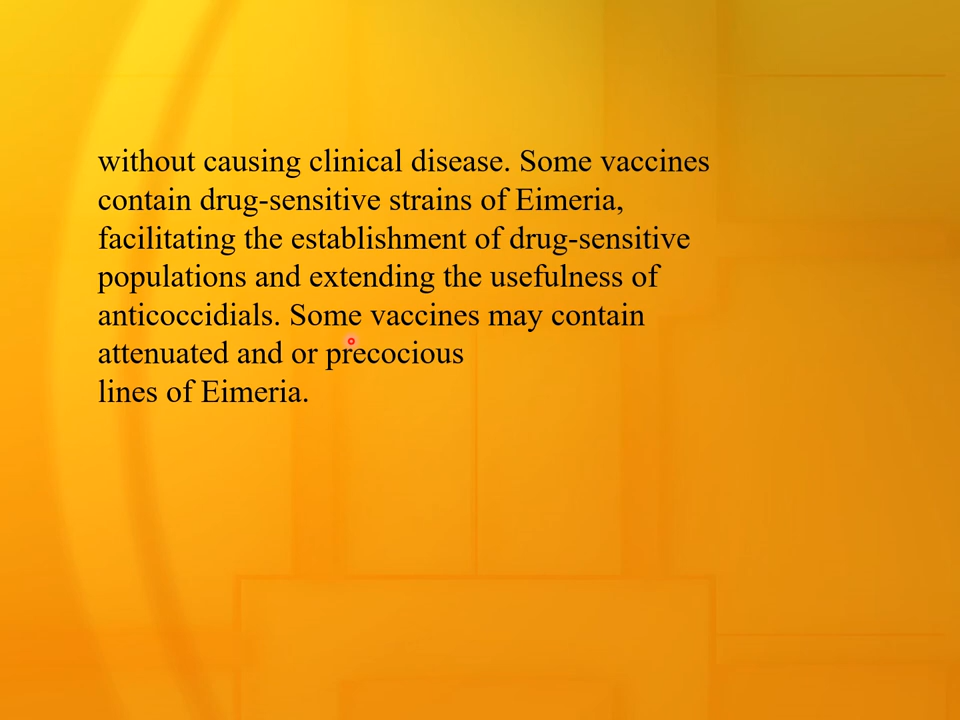 without causing clinical disease. Some vaccines
contain drug-sensitive strains of Eimeria,
facilitating the establishment of drug-sensitive
populations and extending the usefulness of
anticoccidials. Some vaccines may contain
attenuated and or precocious
lines of Eimeria.